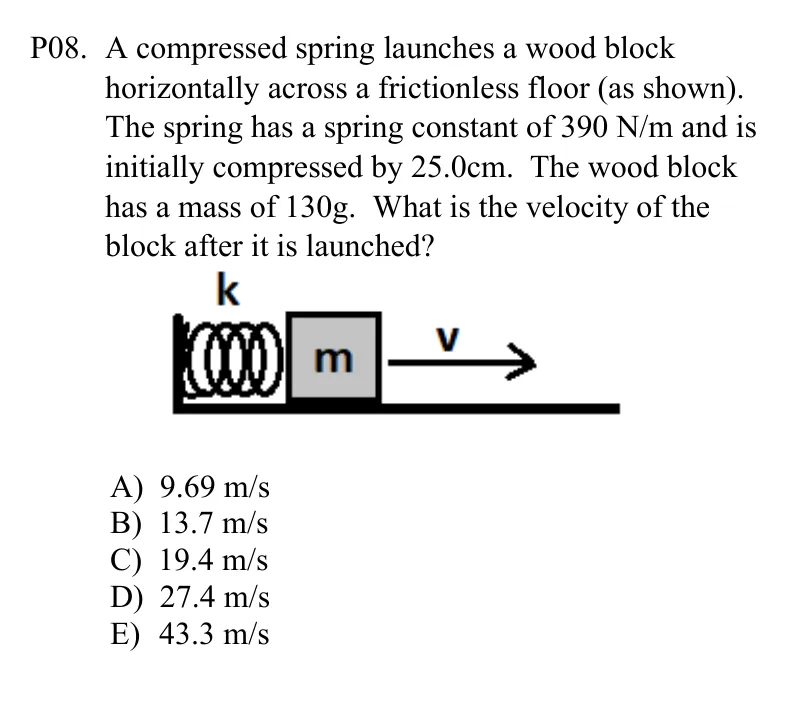 P08. A compressed spring launches a wood block
horizontally across a frictionless floor (as shown).
The spring has a spring constant of 390 N/m and is
initially compressed by 25.0cm. The wood block
has a mass of 130g. What is the velocity of the
block after it is launched?
k
m
v
A) 9.69 m/s
B) 13.7 m/s
C) 19.4 m/s
D) 27.4 m/s
E) 43.3 m/s